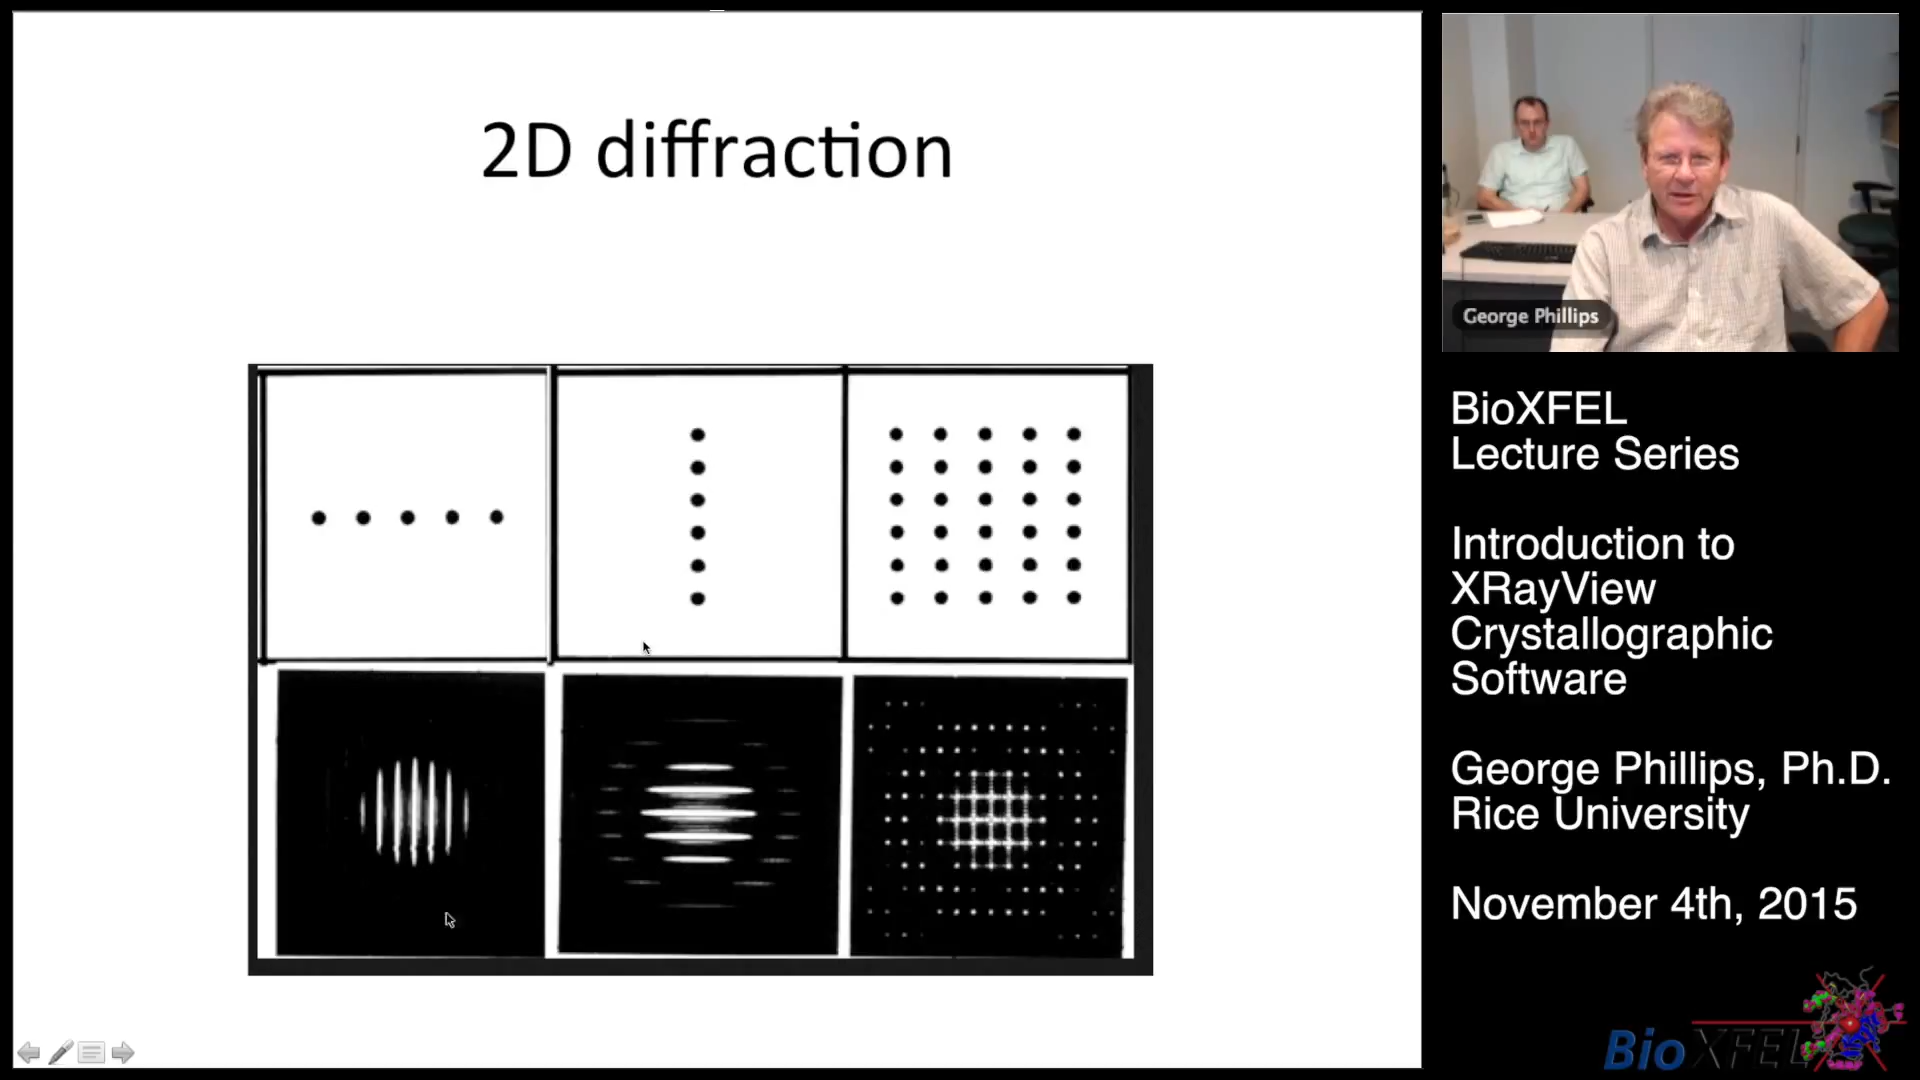 2D diffraction
George Phillips
BioXFEL
Lecture Series
Introduction to
XRayView
Crystallographic
Software
George Phillips, Ph.D.
Rice University
November 4th, 2015
BioXFEL